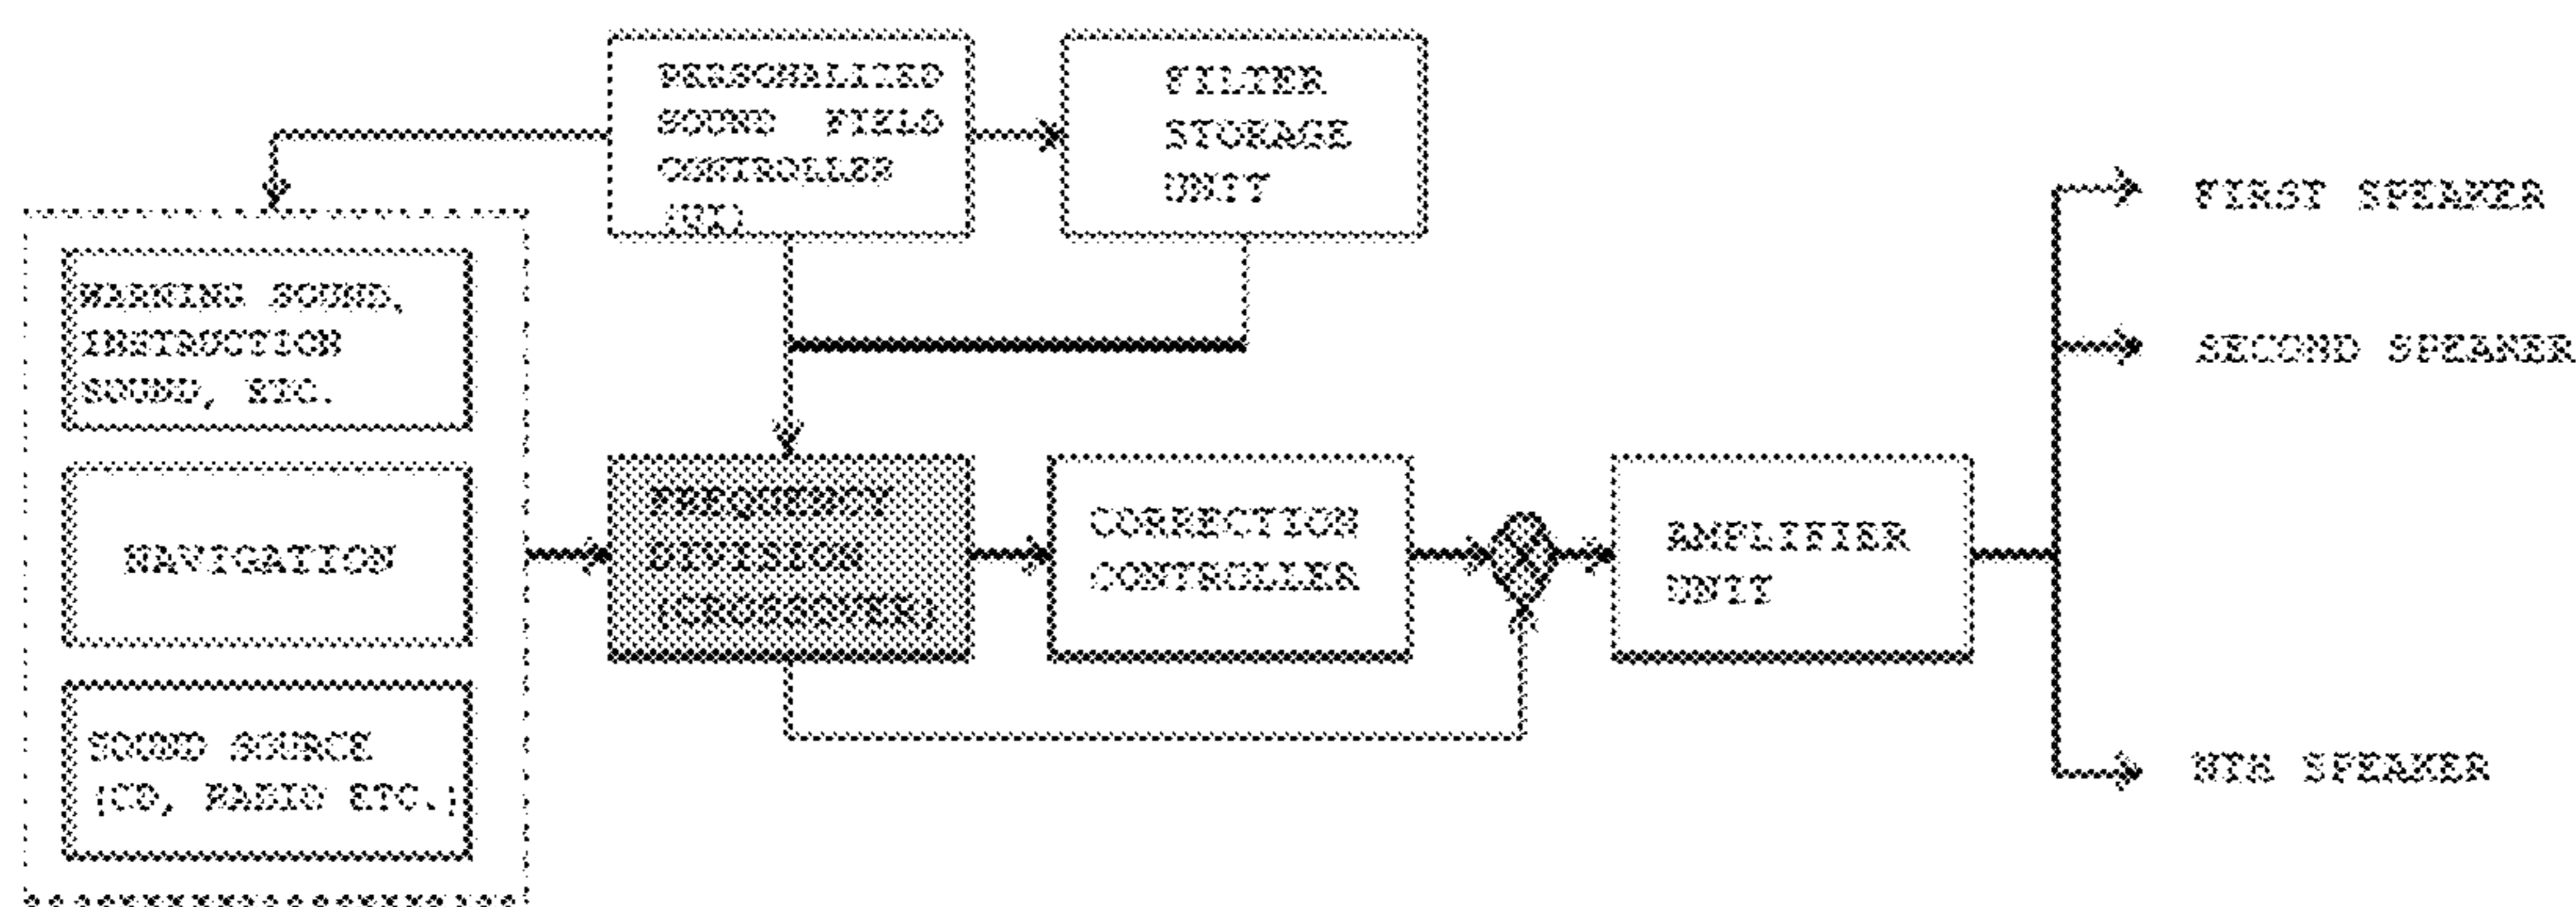 PERSONALIZED
SOUND FIELD
CONTROLLER
(UX)
FILTER
STORAGE
UNIT
WARNING SOUND,
INSTRUCTION
SOUND, ETC.
NAVIGATION
SOUND SOURCE
(CD, RADIO ETC.)
FREQUENCY
DIVISION
(CROSSOVER)
CORRECTION
CONTROLLER
AMPLIFIER
UNIT
FIRST SPEAKER
SECOND SPEAKER
NTH SPEAKER